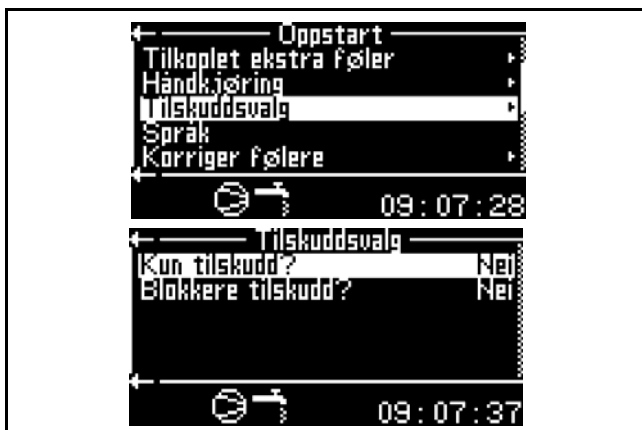 Oppstart
Tilkoplet ekstra føler
Håndkjøring
Tilskuddsvalg
Språk
Korriger følere
09:07:28
Tilskuddsvalg
Kun tilskudd? Nei
Blokkere tilskudd? Nei
09:07:37